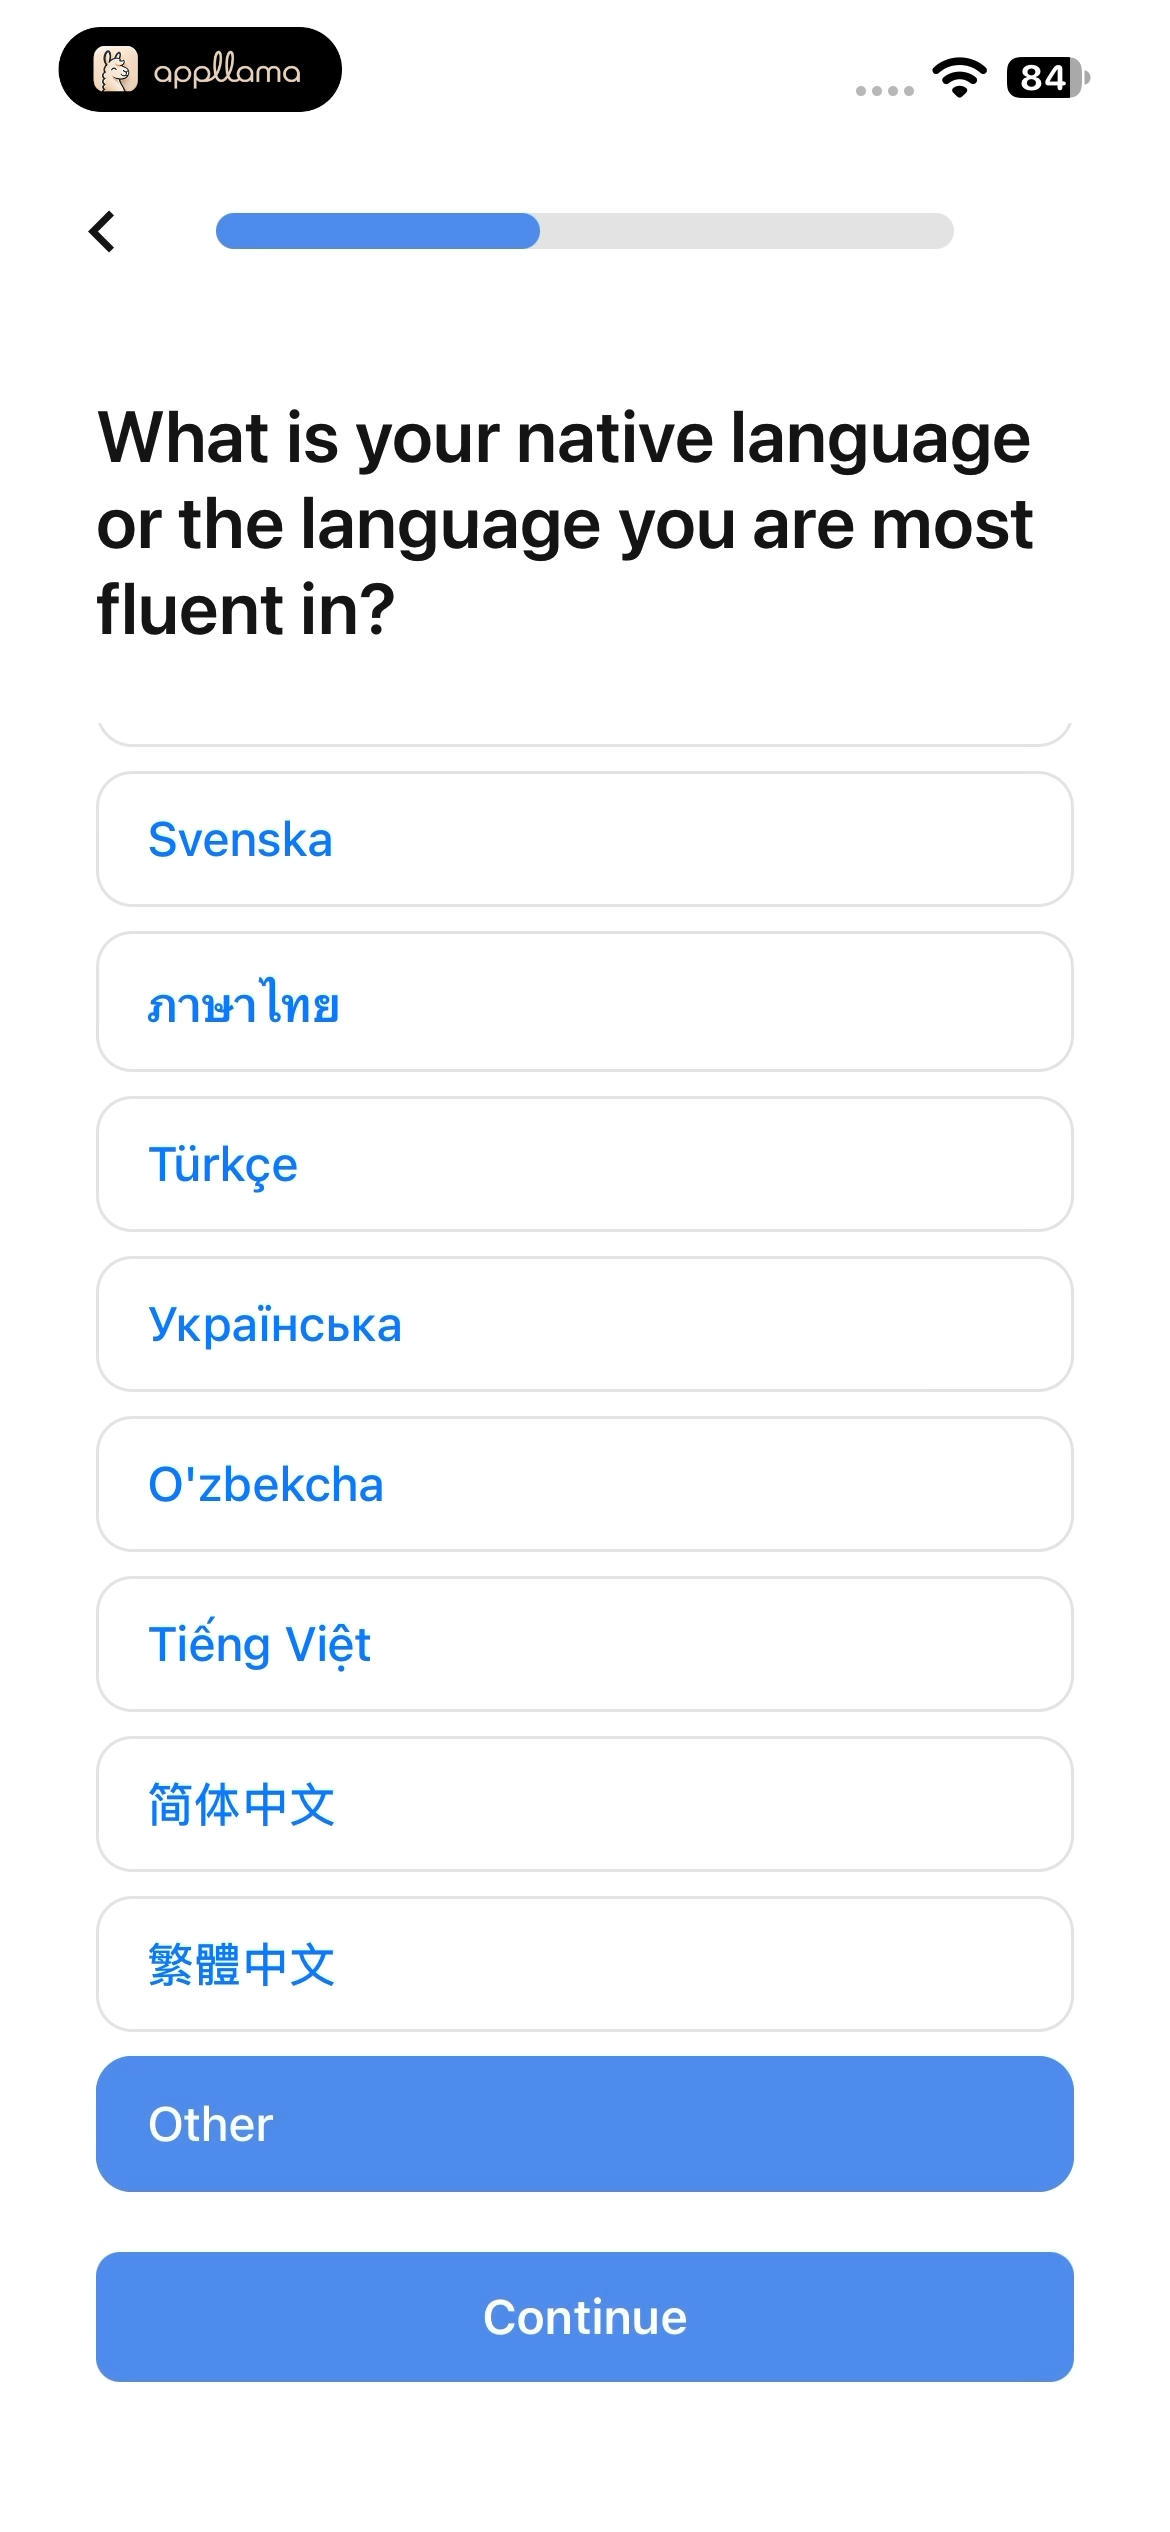 appllama
84
What is your native language
or the language you are most
fluent in?
Svenska
ภาษาไทย
Türkçe
Українська
O'zbekcha
Tiếng Việt
简体中文
繁體中文
Other
Continue